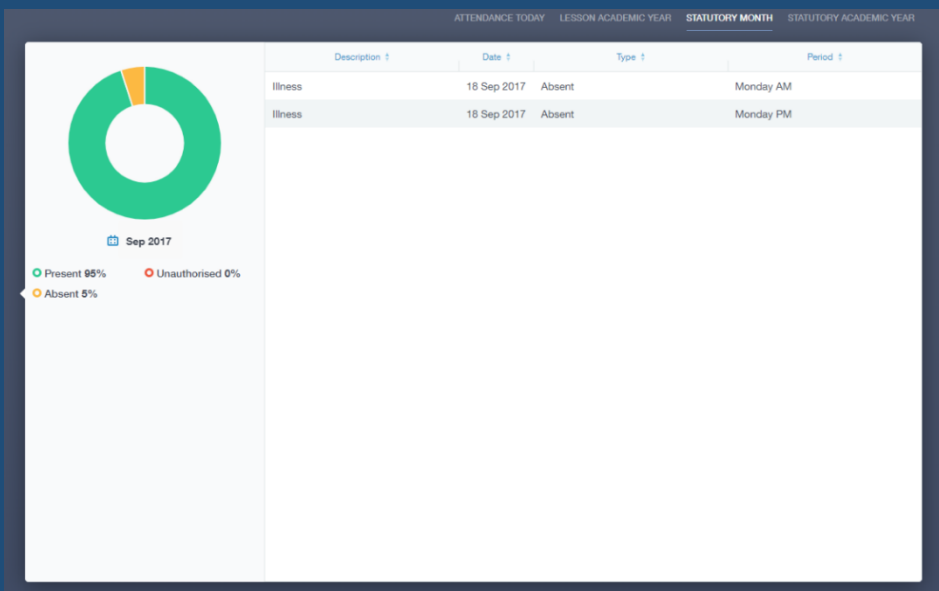 ATTENDANCE TODAY LESSON ACADEMIC YEAR STATUTORY MONTH STATUTORY ACADEMIC YEAR
Description Date Type Period
Illness 18 Sep 2017 Absent Monday AM
Illness 18 Sep 2017 Absent Monday PM
Sep 2017
Present 95% Unauthorised 0%
Absent 5%